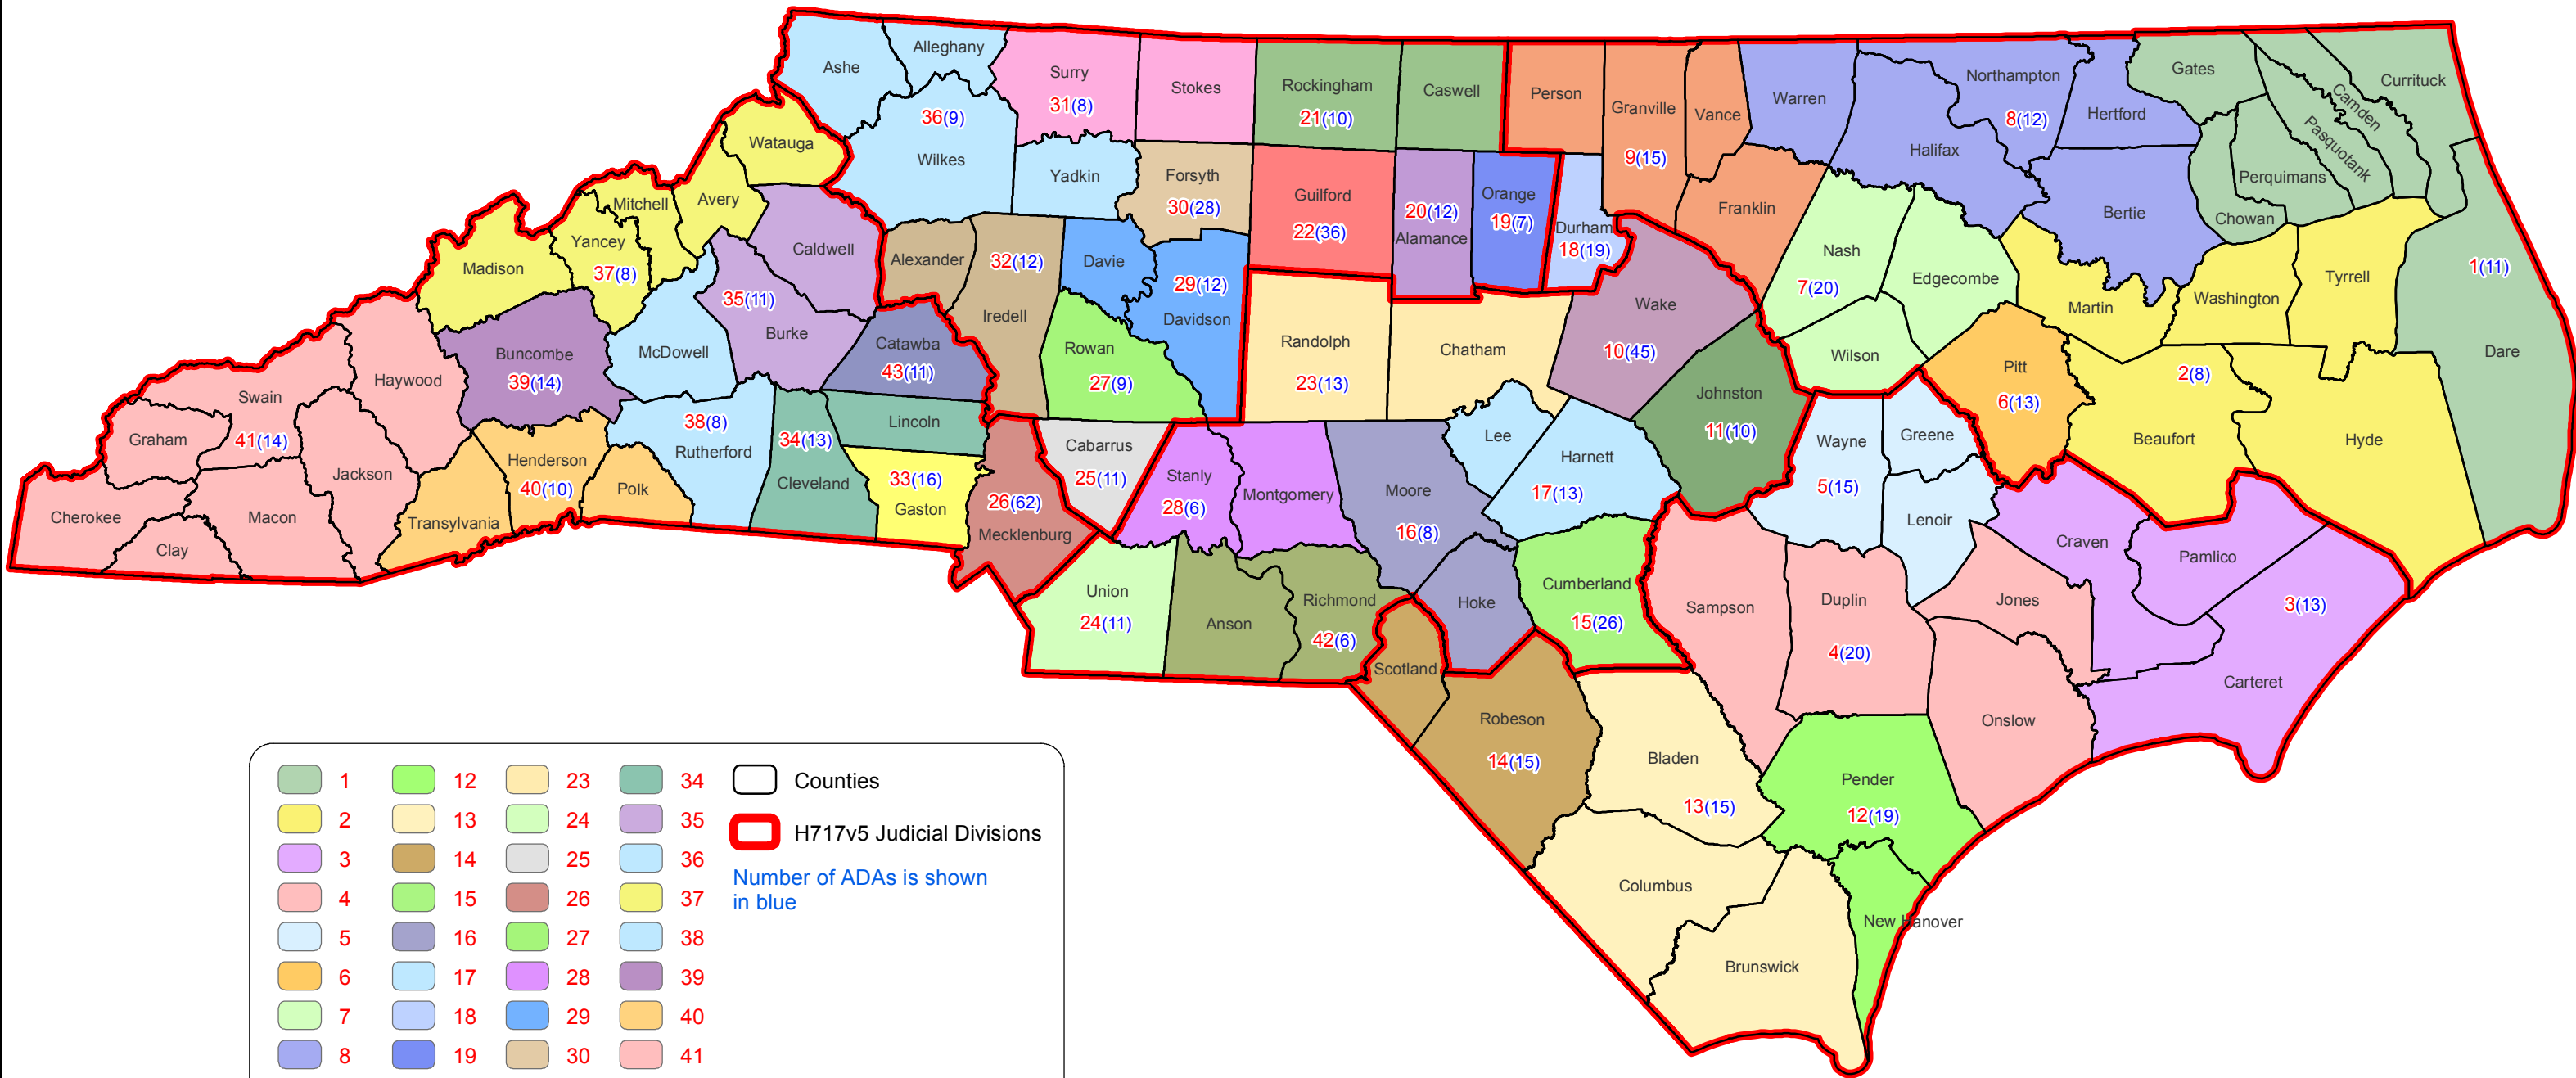 Alleghany
Ashe
Surry
31(8)
Stokes
Rockingham
21(10)
Caswell
Person
Granville
9(15)
Vance
Warren
Northampton
8(12)
Hertford
Gates
Currituck
Camden
Pasquotank
Perquimans
Chowan
Watauga
36(9)
Wilkes
Yadkin
Forsyth
30(28)
Guilford
22(36)
20(12)
Alamance
Orange
19(7)
Durham
18(19)
Franklin
Halifax
Bertie
Mitchell
Avery
Yancey
37(8)
Madison
Caldwell
Alexander
32(12)
Iredell
Davie
29(12)
Davidson
Nash
7(20)
Edgecombe
Martin
Washington
Tyrrell
1(11)
Dare
35(11)
Burke
McDowell
Buncombe
39(14)
Haywood
Swain
Catawba
43(11)
Rowan
27(9)
Randolph
23(13)
Chatham
Wake
10(45)
Johnston
11(10)
Wilson
Pitt
6(13)
2(8)
Beaufort
Hyde
Graham
41(14)
Jackson
Cherokee
Macon
Clay
Henderson
40(10)
Transylvania
Polk
38(8)
Rutherford
34(13)
Cleveland
Lincoln
33(16)
Gaston
26(62)
Mecklenburg
Cabarrus
25(11)
Stanly
28(6)
Montgomery
Moore
16(8)
Lee
Harnett
17(13)
Wayne
5(15)
Greene
Lenoir
Craven
Pamlico
3(13)
Carteret
Union
24(11)
Anson
Richmond
42(6)
Scotland
Hoke
Cumberland
15(26)
Sampson
Duplin
4(20)
Jones
Onslow
Robeson
14(15)
Bladen
13(15)
Pender
12(19)
Columbus
New Hanover
Brunswick
1
2
3
4
5
6
7
8
12
13
14
15
16
17
18
19
23
24
25
26
27
28
29
30
34
35
36
37
38
39
40
41
Counties
H717v5 Judicial Divisions
Number of ADAs is shown
in blue